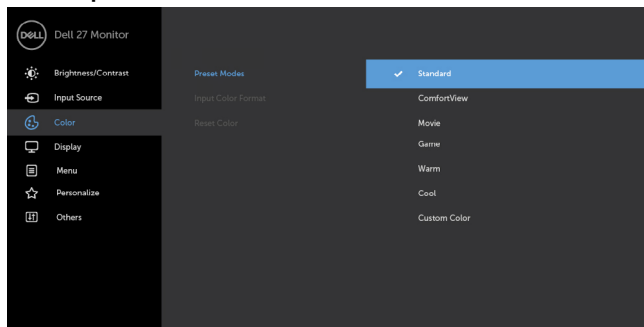 DELL Dell 27 Monitor
Brightness/Contrast Preset Modes Standard
Input Source Input Color Format ComfortView
Color Reset Color Movie
Display Game
Menu Warm
Personalize Cool
Others Custom Color